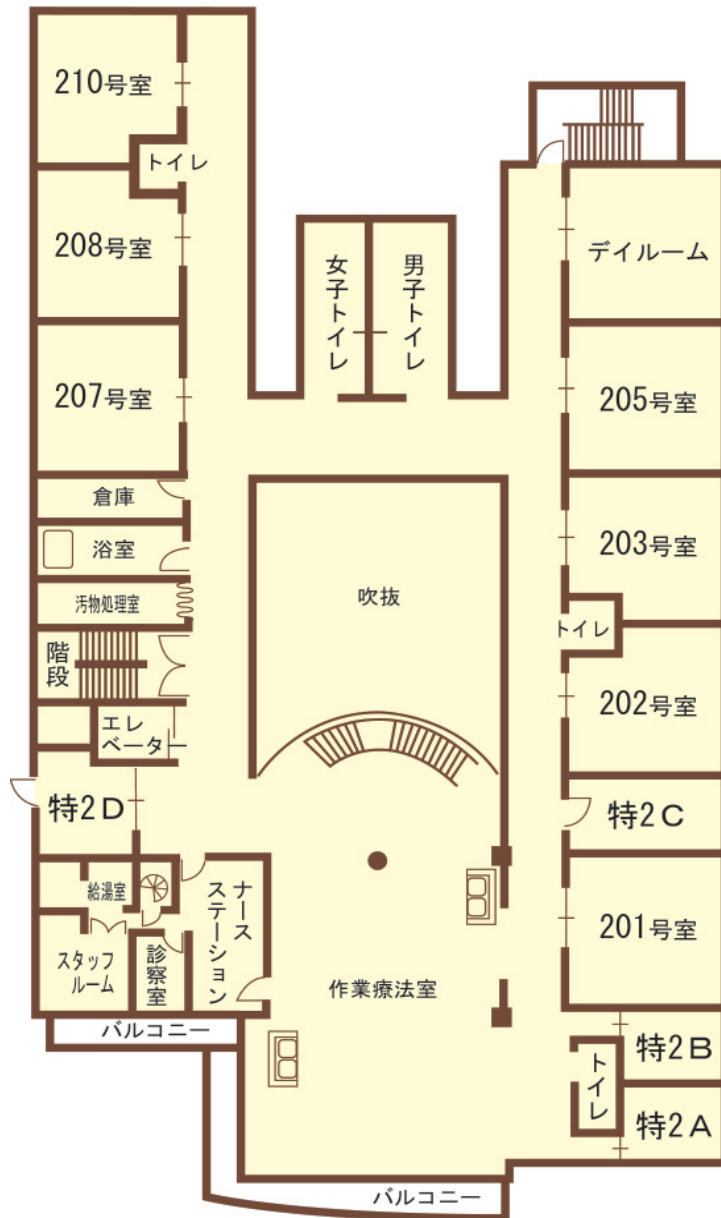 210号室
トイレ
208号室
207号室
倉庫
浴室
汚物処理室
階段
エレ
ベーター
特2D
給湯室
スタッフ
ルーム
診察室
ナース
ステーション
バルコニー
女子トイレ
男子トイレ
吹抜
作業療法室
バルコニー
デイルーム
205号室
203号室
トイレ
202号室
特2C
201号室
特2B
トイレ
特2A